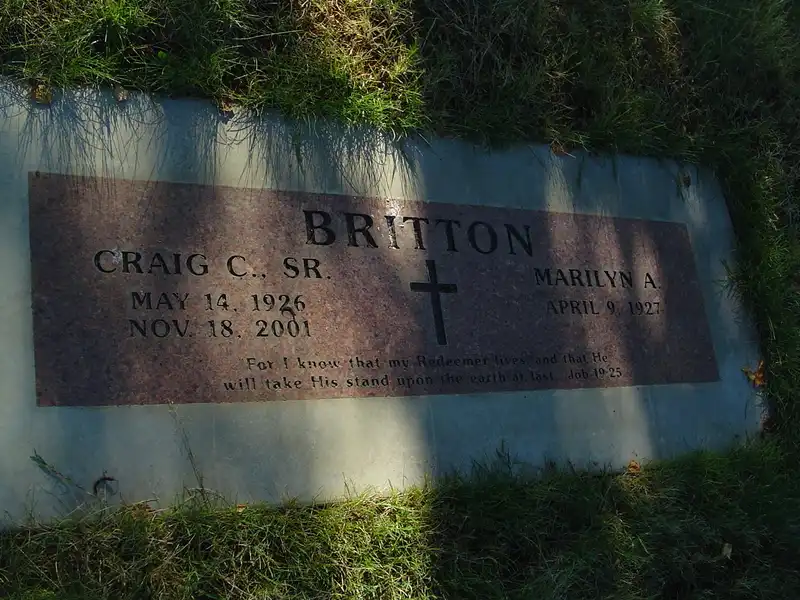 BRITTON
CRAIG C., SR.
MAY 14, 1926
NOV. 18, 2001
MARILYN A.
APRIL 9, 1927
For I know that my Redeemer lives and that He
will take His stand upon the earth at last. Job 19-25